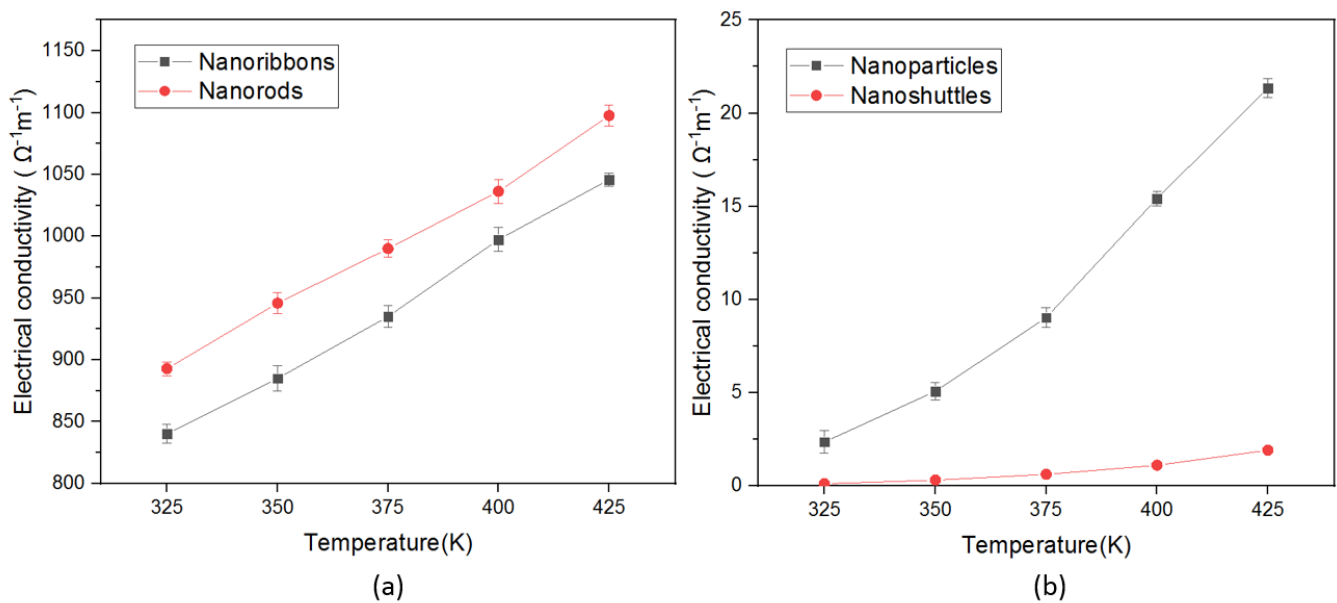 Electrical conductivity ( Ω⁻¹m⁻¹)
1150
1100
1050
1000
950
900
850
800
Nanoribbons
Nanorods
325 350 375 400 425
Temperature(K)
(a)
Electrical conductivity ( Ω⁻¹m⁻¹)
25
20
15
10
5
0
Nanoparticles
Nanoshuttles
325 350 375 400 425
Temperature(K)
(b)